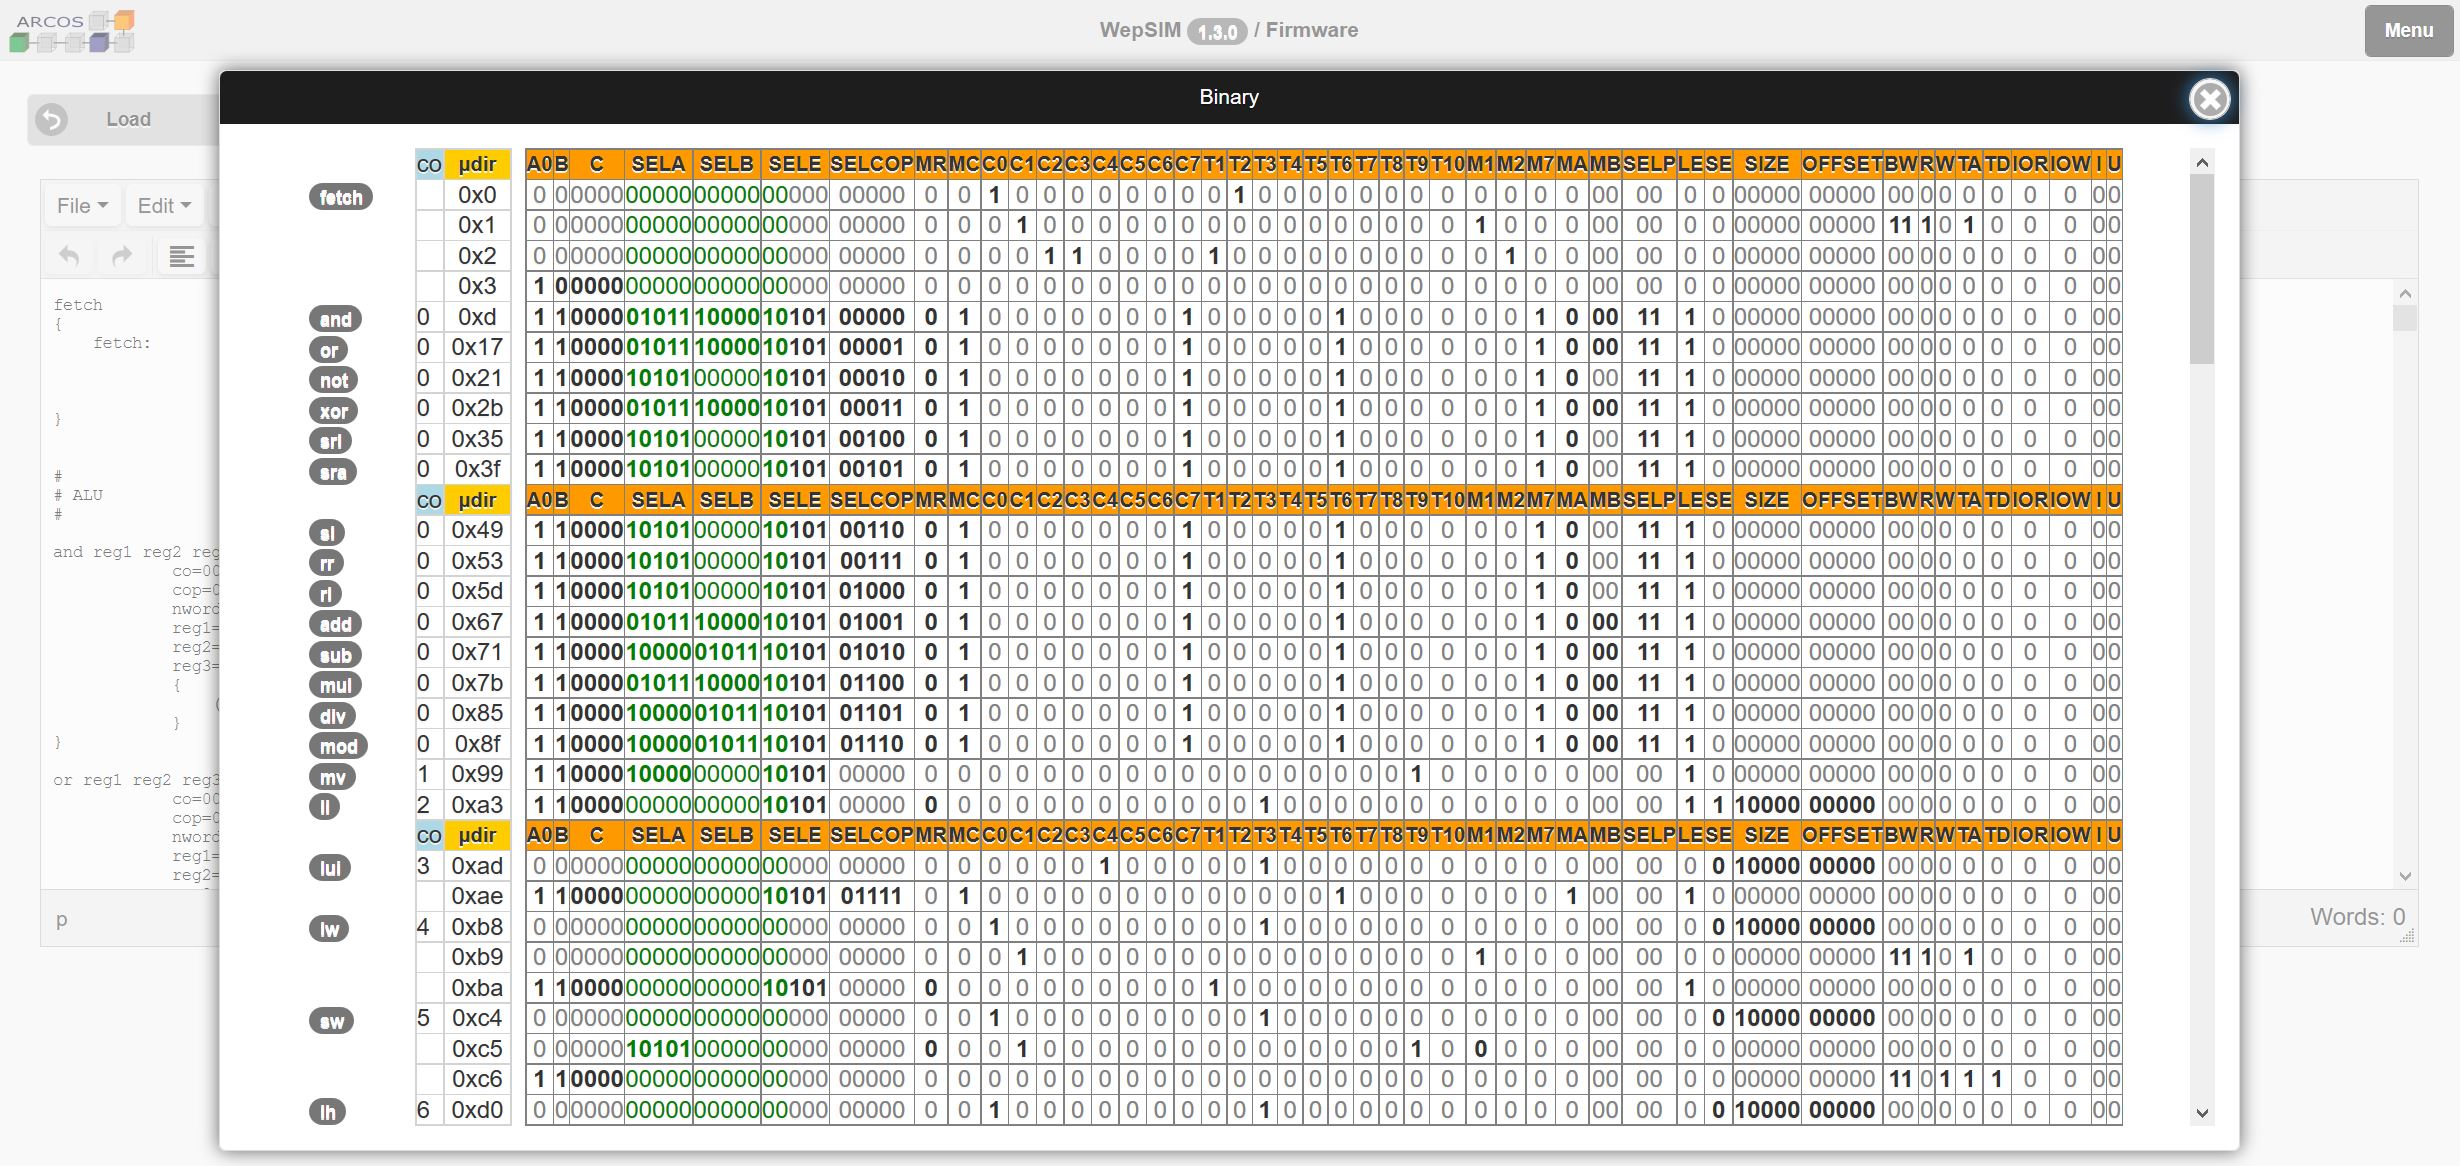 ARCOS
WepSIM 1.3.0 / Firmware
Menu
Binary
Load
File
Edit
CO µdir A0 B C SELA SELB SELE SELCOP MR MC C0 C1 C2 C3 C4 C5 C6 C7 T1 T2 T3 T4 T5 T6 T7 T8 T9 T10 M1 M2 M7 MA MB SELP LE SE SIZE OFFSET BW R W TA TD IOR IOW I U
fetch 0x0 0 0 0000 00000 00000 00000 00000 0 0 1 0 0 0 0 0 0 0 0 1 0 0 0 0 0 0 0 0 0 0 0 0 00 00 0 0 00000 00000 00 0 0 0 0 0 0 0 0
0x1 0 0 0000 00000 00000 00000 00000 0 0 0 1 0 0 0 0 0 0 0 0 0 0 0 0 0 0 0 0 1 0 0 0 00 00 0 0 00000 00000 11 1 0 1 0 0 0 0 0
0x2 0 0 0000 00000 00000 00000 00000 0 0 0 0 1 1 0 0 0 0 1 0 0 0 0 0 0 0 0 0 0 1 0 0 00 00 0 0 00000 00000 00 0 0 0 0 0 0 0 0
0x3 1 0 0000 00000 00000 00000 00000 0 0 0 0 0 0 0 0 0 0 0 0 0 0 0 0 0 0 0 0 0 0 0 0 00 00 0 0 00000 00000 00 0 0 0 0 0 0 0 0
and 0 0xd 1 1 0000 01011 10000 10101 00000 0 1 0 0 0 0 0 0 0 1 0 0 0 0 0 1 0 0 0 0 0 0 1 0 00 11 1 0 00000 00000 00 0 0 0 0 0 0 0 0
or 0 0x17 1 1 0000 01011 10000 10101 00001 0 1 0 0 0 0 0 0 0 1 0 0 0 0 0 1 0 0 0 0 0 0 1 0 00 11 1 0 00000 00000 00 0 0 0 0 0 0 0 0
not 0 0x21 1 1 0000 10101 00000 10101 00010 0 1 0 0 0 0 0 0 0 1 0 0 0 0 0 1 0 0 0 0 0 0 1 0 00 11 1 0 00000 00000 00 0 0 0 0 0 0 0 0
xor 0 0x2b 1 1 0000 01011 10000 10101 00011 0 1 0 0 0 0 0 0 0 1 0 0 0 0 0 1 0 0 0 0 0 0 1 0 00 11 1 0 00000 00000 00 0 0 0 0 0 0 0 0
srl 0 0x35 1 1 0000 10101 00000 10101 00100 0 1 0 0 0 0 0 0 0 1 0 0 0 0 0 1 0 0 0 0 0 0 1 0 00 11 1 0 00000 00000 00 0 0 0 0 0 0 0 0
sra 0 0x3f 1 1 0000 10101 00000 10101 00101 0 1 0 0 0 0 0 0 0 1 0 0 0 0 0 1 0 0 0 0 0 0 1 0 00 11 1 0 00000 00000 00 0 0 0 0 0 0 0 0
CO µdir A0 B C SELA SELB SELE SELCOP MR MC C0 C1 C2 C3 C4 C5 C6 C7 T1 T2 T3 T4 T5 T6 T7 T8 T9 T10 M1 M2 M7 MA MB SELP LE SE SIZE OFFSET BW R W TA TD IOR IOW I U
sl 0 0x49 1 1 0000 10101 00000 10101 00110 0 1 0 0 0 0 0 0 0 1 0 0 0 0 0 1 0 0 0 0 0 0 1 0 00 11 1 0 00000 00000 00 0 0 0 0 0 0 0 0
rr 0 0x53 1 1 0000 10101 00000 10101 00111 0 1 0 0 0 0 0 0 0 1 0 0 0 0 0 1 0 0 0 0 0 0 1 0 00 11 1 0 00000 00000 00 0 0 0 0 0 0 0 0
rl 0 0x5d 1 1 0000 10101 00000 10101 01000 0 1 0 0 0 0 0 0 0 1 0 0 0 0 0 1 0 0 0 0 0 0 1 0 00 11 1 0 00000 00000 00 0 0 0 0 0 0 0 0
add 0 0x67 1 1 0000 01011 10000 10101 01001 0 1 0 0 0 0 0 0 0 1 0 0 0 0 0 1 0 0 0 0 0 0 1 0 00 11 1 0 00000 00000 00 0 0 0 0 0 0 0 0
sub 0 0x71 1 1 0000 10000 01011 10101 01010 0 1 0 0 0 0 0 0 0 1 0 0 0 0 0 1 0 0 0 0 0 0 1 0 00 11 1 0 00000 00000 00 0 0 0 0 0 0 0 0
mul 0 0x7b 1 1 0000 01011 10000 10101 01100 0 1 0 0 0 0 0 0 0 1 0 0 0 0 0 1 0 0 0 0 0 0 1 0 00 11 1 0 00000 00000 00 0 0 0 0 0 0 0 0
div 0 0x85 1 1 0000 10000 01011 10101 01101 0 1 0 0 0 0 0 0 0 1 0 0 0 0 0 1 0 0 0 0 0 0 1 0 00 11 1 0 00000 00000 00 0 0 0 0 0 0 0 0
mod 0 0x8f 1 1 0000 10000 01011 10101 01110 0 1 0 0 0 0 0 0 0 1 0 0 0 0 0 1 0 0 0 0 0 0 1 0 00 11 1 0 00000 00000 00 0 0 0 0 0 0 0 0
mv 1 0x99 1 1 0000 10000 00000 10101 00000 0 0 0 0 0 0 0 0 0 0 0 0 0 0 0 0 0 0 1 0 0 0 0 0 00 00 1 0 00000 00000 00 0 0 0 0 0 0 0 0
li 2 0xa3 1 1 0000 00000 00000 10101 00000 0 0 0 0 0 0 0 0 0 0 0 0 1 0 0 0 0 0 0 0 0 0 0 0 00 00 1 1 10000 00000 00 0 0 0 0 0 0 0 0
CO µdir A0 B C SELA SELB SELE SELCOP MR MC C0 C1 C2 C3 C4 C5 C6 C7 T1 T2 T3 T4 T5 T6 T7 T8 T9 T10 M1 M2 M7 MA MB SELP LE SE SIZE OFFSET BW R W TA TD IOR IOW I U
lui 3 0xad 0 0 0000 00000 00000 00000 00000 0 0 0 0 0 0 1 0 0 0 0 0 1 0 0 0 0 0 0 0 0 0 0 0 00 00 0 0 10000 00000 00 0 0 0 0 0 0 0 0
0xae 1 1 0000 00000 00000 10101 01111 0 1 0 0 0 0 0 0 0 0 0 0 0 0 0 1 0 0 0 0 0 0 0 1 00 00 1 0 00000 00000 00 0 0 0 0 0 0 0 0
lw 4 0xb8 0 0 0000 00000 00000 00000 00000 0 0 1 0 0 0 0 0 0 0 0 0 1 0 0 0 0 0 0 0 0 0 0 0 00 00 0 0 10000 00000 00 0 0 0 0 0 0 0 0
0xb9 0 0 0000 00000 00000 00000 00000 0 0 0 1 0 0 0 0 0 0 0 0 0 0 0 0 0 0 0 0 1 0 0 0 00 00 0 0 00000 00000 11 1 0 1 0 0 0 0 0
0xba 1 1 0000 00000 00000 10101 00000 0 0 0 0 0 0 0 0 0 0 1 0 0 0 0 0 0 0 0 0 0 0 0 0 00 00 1 0 00000 00000 00 0 0 0 0 0 0 0 0
sw 5 0xc4 0 0 0000 00000 00000 00000 00000 0 0 1 0 0 0 0 0 0 0 0 0 1 0 0 0 0 0 0 0 0 0 0 0 00 00 0 0 10000 00000 00 0 0 0 0 0 0 0 0
0xc5 0 0 0000 10101 00000 00000 00000 0 0 0 1 0 0 0 0 0 0 0 0 0 0 0 0 0 0 1 0 0 0 0 0 00 00 0 0 00000 00000 00 0 0 0 0 0 0 0 0
0xc6 1 1 0000 00000 00000 00000 00000 0 0 0 0 0 0 0 0 0 0 0 0 0 0 0 0 0 0 0 0 0 0 0 0 00 00 0 0 00000 00000 11 0 1 1 1 0 0 0 0
lh 6 0xd0 0 0 0000 00000 00000 00000 00000 0 0 1 0 0 0 0 0 0 0 0 0 1 0 0 0 0 0 0 0 0 0 0 0 00 00 0 0 10000 00000 00 0 0 0 0 0 0 0 0
fetch
{
fetch:
}
#
# ALU
#
and reg1 reg2 reg
co=00
cop=0
nword
reg1=
reg2=
reg3=
{
(
}
}
or reg1 reg2 reg3
co=00
cop=0
nword
reg1=
reg2=
p
Words: 0